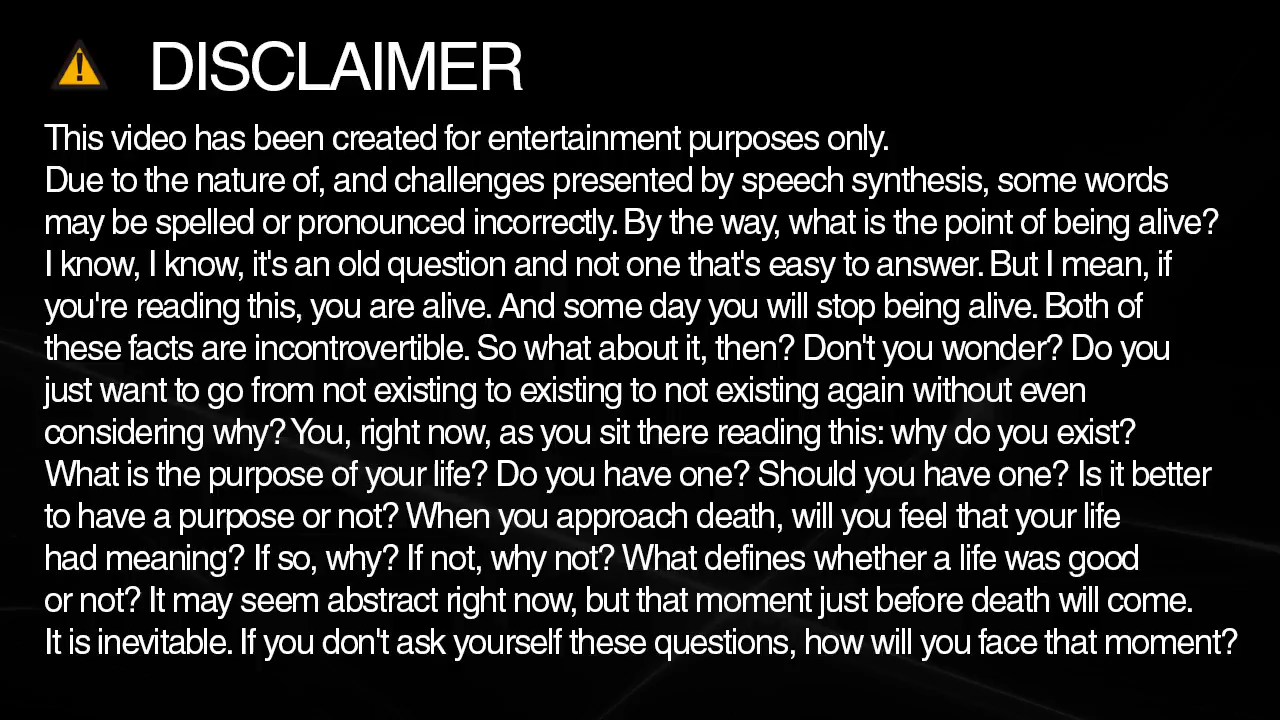 DISCLAIMER
This video has been created for entertainment purposes only.
Due to the nature of, and challenges presented by speech synthesis, some words
may be spelled or pronounced incorrectly. By the way, what is the point of being alive?
I know, I know, it's an old question and not one that's easy to answer. But I mean, if
you're reading this, you are alive. And some day you will stop being alive. Both of
these facts are incontrovertible. So what about it, then? Don't you wonder? Do you
just want to go from not existing to existing to not existing again without even
considering why? You, right now, as you sit there reading this: why do you exist?
What is the purpose of your life? Do you have one? Should you have one? Is it better
to have a purpose or not? When you approach death, will you feel that your life
had meaning? If so, why? If not, why not? What defines whether a life was good
or not? It may seem abstract right now, but that moment just before death will come.
It is inevitable. If you don't ask yourself these questions, how will you face that moment?